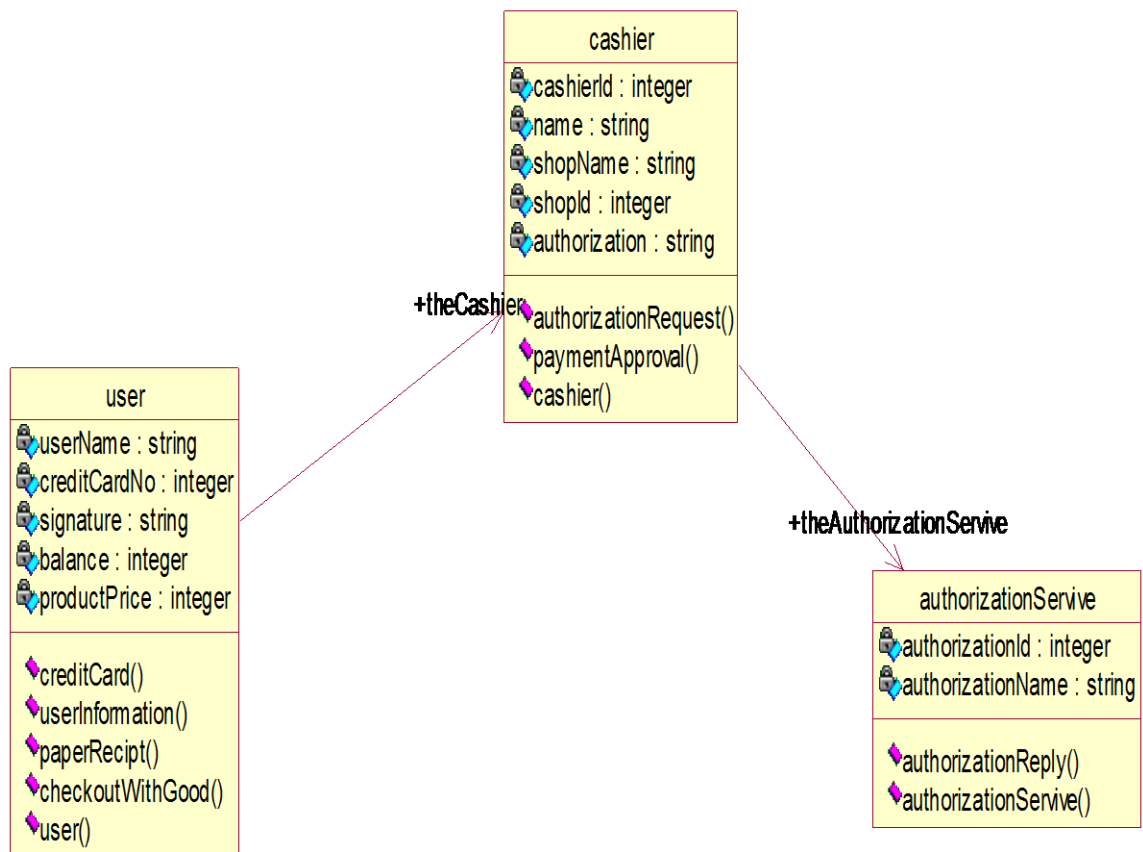 cashier
cashierId : integer
name : string
shopName : string
shopId : integer
authorization : string
authorizationRequest()
paymentApproval()
cashier()
+theCashier
user
userName : string
creditCardNo : integer
signature : string
balance : integer
productPrice : integer
creditCard()
userInformation()
paperRecipt()
checkoutWithGood()
user()
+theAuthorizationServive
authorizationServive
authorizationId : integer
authorizationName : string
authorizationReply()
authorizationServive()